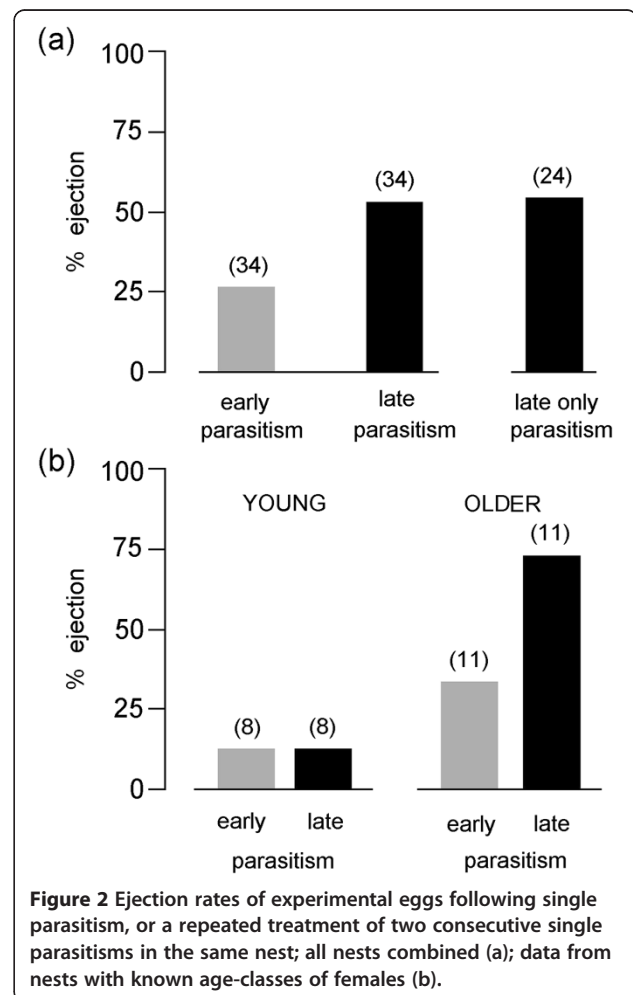 (a)
100
75
50
25
0
% ejection
(34)
(34)
(24)
early parasitism
late parasitism
late only parasitism
(b)
100
75
50
25
0
% ejection
YOUNG
OLDER
(8)
(8)
(11)
(11)
early
late
early
late
parasitism
parasitism
Figure 2 Ejection rates of experimental eggs following single
parasitism, or a repeated treatment of two consecutive single
parasitisms in the same nest; all nests combined (a); data from
nests with known age-classes of females (b).